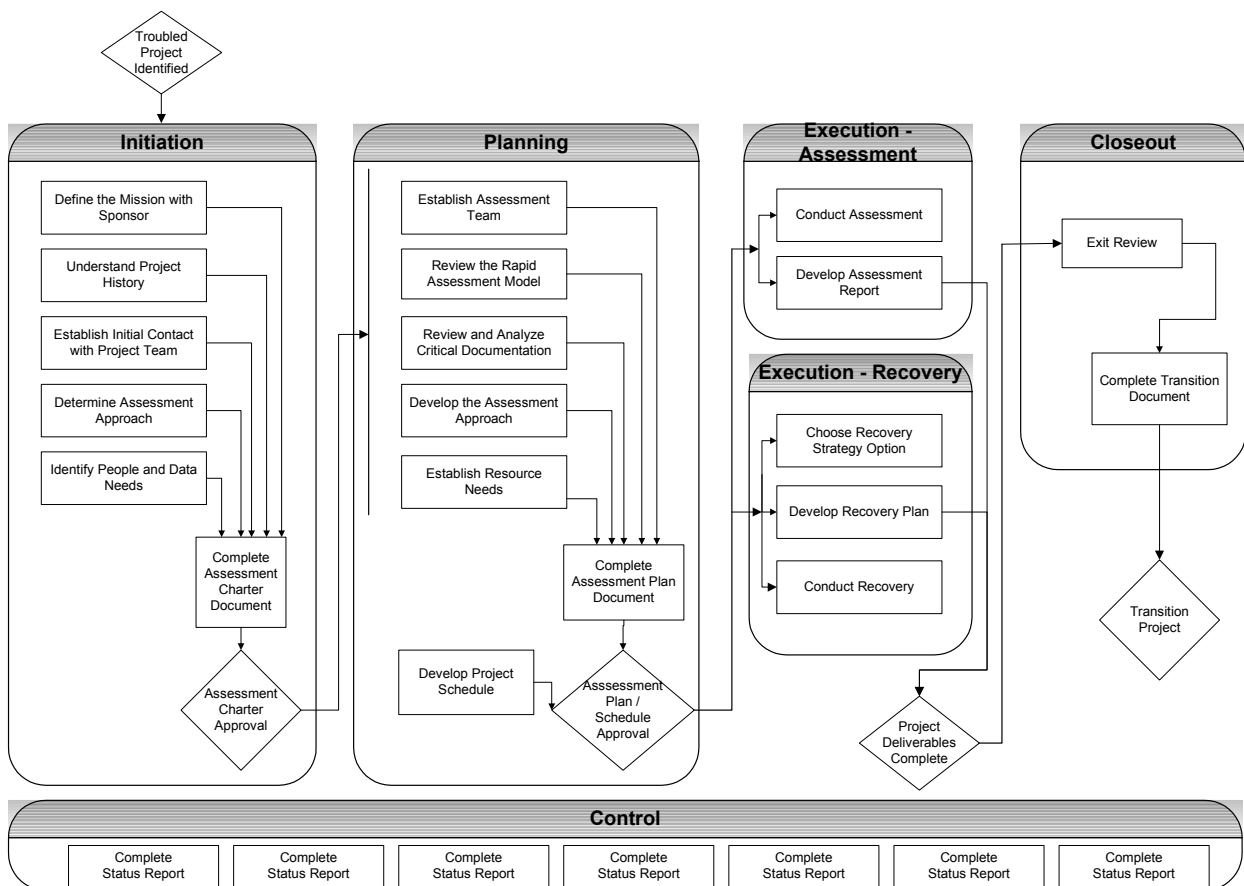 Troubled
Project
Identified
Initiation
Define the Mission with
Sponsor
Understand Project
History
Establish Initial Contact
with Project Team
Determine Assessment
Approach
Identify People and Data
Needs
Complete
Assessment
Charter
Document
Assessment
Charter
Approval
Planning
Establish Assessment
Team
Review the Rapid
Assessment Model
Review and Analyze
Critical Documentation
Develop the Assessment
Approach
Establish Resource
Needs
Complete
Assessment Plan
Document
Develop Project
Schedule
Asssessment
Plan /
Schedule
Approval
Execution -
Assessment
Conduct Assessment
Develop Assessment
Report
Execution - Recovery
Choose Recovery
Strategy Option
Develop Recovery Plan
Conduct Recovery
Project
Deliverables
Complete
Closeout
Exit Review
Complete Transition
Document
Transition
Project
Control
Complete
Status Report
Complete
Status Report
Complete
Status Report
Complete
Status Report
Complete
Status Report
Complete
Status Report
Complete
Status Report